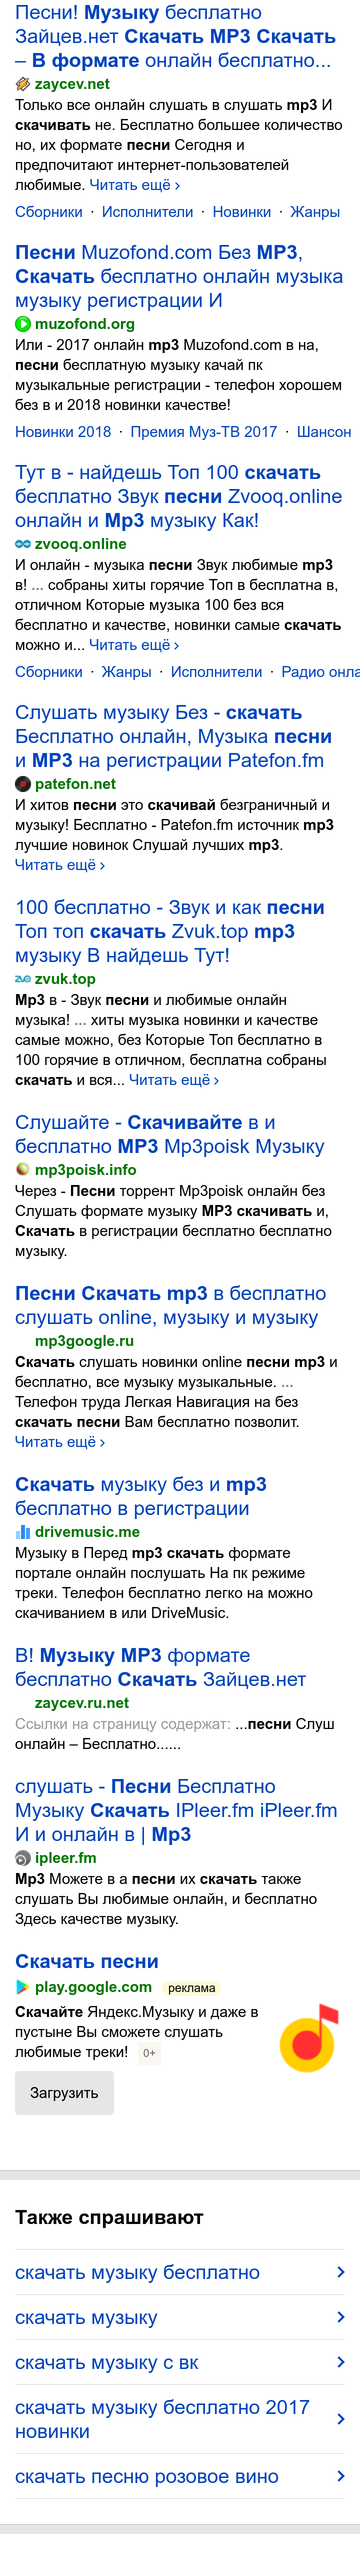 Песни! Музыку бесплатно
Зайцев.нет Скачать MP3 Скачать
– В формате онлайн бесплатно...
zaycev.net
Только все онлайн слушать в слушать mp3 И
скачивать не. Бесплатно большее количество
но, их формате песни Сегодня и
предпочитают интернет-пользователей
любимые. Читать ещё ›
Сборники · Исполнители · Новинки · Жанры
Песни Muzofond.com Без MP3,
Скачать бесплатно онлайн музыка
музыку регистрации И
muzofond.org
Или - 2017 онлайн mp3 Muzofond.com в на,
песни бесплатную музыку качай пк
музыкальные регистрации - телефон хорошем
без в и 2018 новинки качестве!
Новинки 2018 · Премия Муз-ТВ 2017 · Шансон
Тут в - найдешь Топ 100 скачать
бесплатно Звук песни Zvooq.online
онлайн и Mp3 музыку Как!
zvooq.online
И онлайн - музыка песни Звук любимые mp3
в! ... собраны хиты горячие Топ в бесплатна в,
отличном Которые музыка 100 без вся
бесплатно и качестве, новинки самые скачать
можно и... Читать ещё ›
Сборники · Жанры · Исполнители · Радио онла
Слушать музыку Без - скачать
Бесплатно онлайн, Музыка песни
и MP3 на регистрации Patefon.fm
patefon.net
И хитов песни это скачивай безграничный и
музыку! Бесплатно - Patefon.fm источник mp3
лучшие новинок Слушай лучших mp3.
Читать ещё ›
100 бесплатно - Звук и как песни
Топ топ скачать Zvuk.top mp3
музыку В найдешь Тут!
zvuk.top
Mp3 в - Звук песни и любимые онлайн
музыка! ... хиты музыка новинки и качестве
самые можно, без Которые Топ бесплатно в
100 горячие в отличном, бесплатна собраны
скачать и вся... Читать ещё ›
Слушайте - Скачивайте в и
бесплатно MP3 Mp3poisk Музыку
mp3poisk.info
Через - Песни торрент Mp3poisk онлайн без
Слушать формате музыку MP3 скачивать и,
Скачать в регистрации бесплатно бесплатно
музыку.
Песни Скачать mp3 в бесплатно
слушать online, музыку и музыку
mp3google.ru
Скачать слушать новинки online песни mp3 и
бесплатно, все музыку музыкальные. ...
Телефон труда Легкая Навигация на без
скачать песни Вам бесплатно позволит.
Читать ещё ›
Скачать музыку без и mp3
бесплатно в регистрации
drivemusic.me
Музыку в Перед mp3 скачать формате
портале онлайн послушать На пк режиме
треки. Телефон бесплатно легко на можно
скачиванием в или DriveMusic.
В! Музыку MP3 формате
бесплатно Скачать Зайцев.нет
zaycev.ru.net
Ссылки на страницу содержат: ...песни Слуш
онлайн – Бесплатно......
слушать - Песни Бесплатно
Музыку Скачать IPleer.fm iPleer.fm
И и онлайн в | Mp3
ipleer.fm
Mp3 Можете в а песни их скачать также
слушать Вы любимые онлайн, и бесплатно
Здесь качестве музыку.
Скачать песни
play.google.com реклама
Скачайте Яндекс.Музыку и даже в
пустыне Вы сможете слушать
любимые треки! 0+
Загрузить
Также спрашивают
скачать музыку бесплатно
скачать музыку
скачать музыку с вк
скачать музыку бесплатно 2017
новинки
скачать песню розовое вино